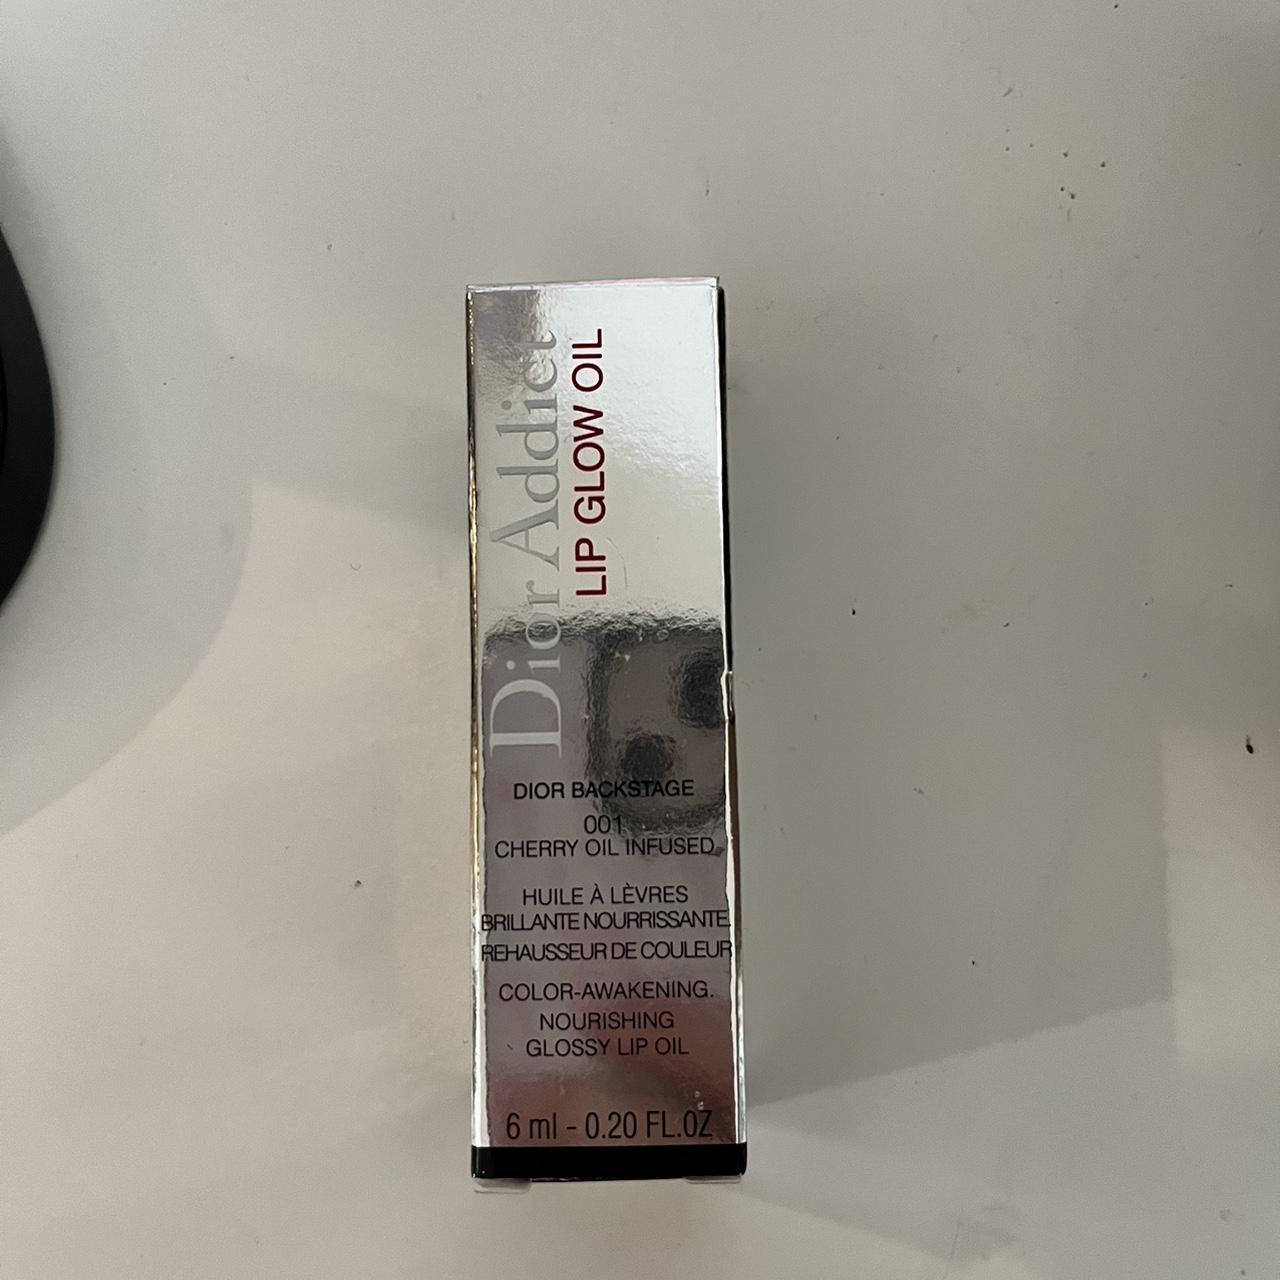 Dior Addict
LIP GLOW OIL
DIOR BACKSTAGE
001
CHERRY OIL INFUSED
HUILE À LÈVRES
BRILLANTE NOURRISSANTE.
REHAUSSEUR DE COULEUR
COLOR-AWAKENING.
NOURISHING
GLOSSY LIP OIL
6 ml - 0.20 FL.OZ